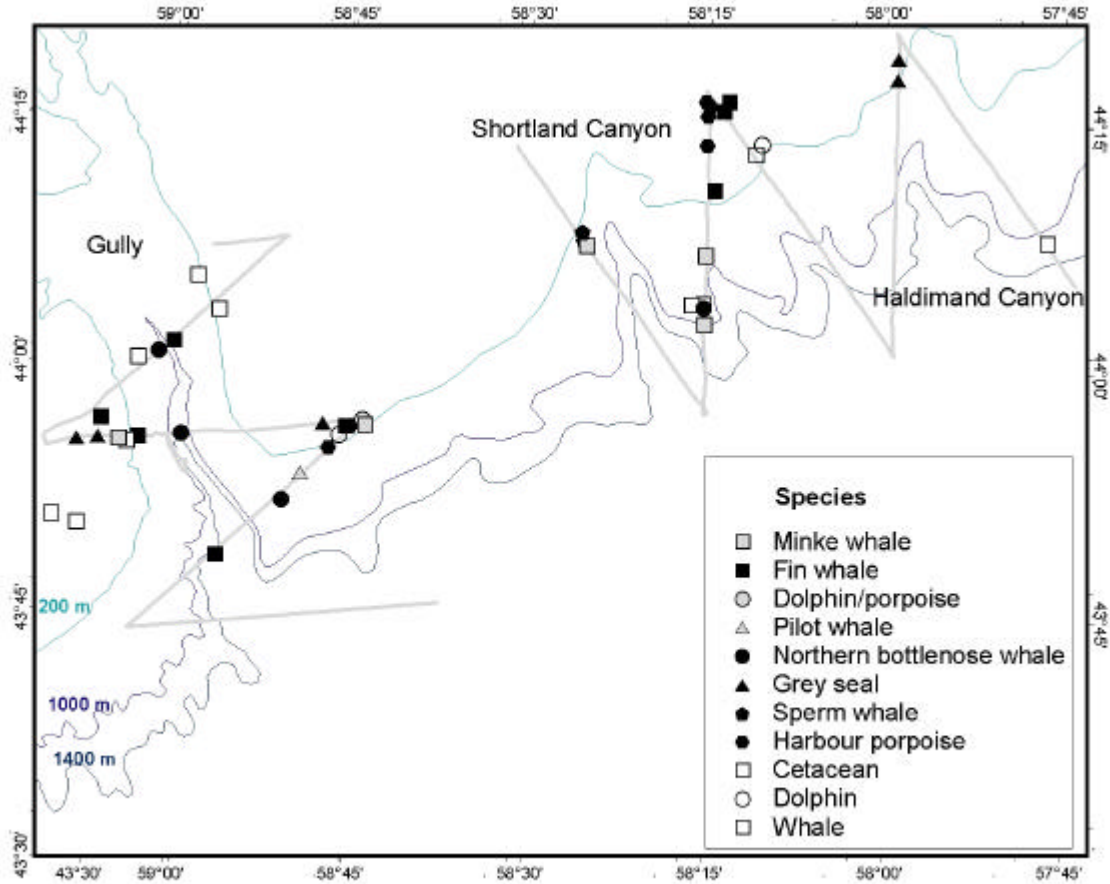 59°00' 58°45' 58°30' 58°15' 58°00' 57°45'
44°15'
44°15'
Shortland Canyon
Gully
Haldimand Canyon
44°00'
44°00'
Species
Minke whale
Fin whale
Dolphin/porpoise
Pilot whale
Northern bottlenose whale
Grey seal
Sperm whale
Harbour porpoise
Cetacean
Dolphin
Whale
200 m
43°45'
43°45'
1000 m
1400 m
43°30'
43°30' 59°00' 58°45' 58°30' 58°15' 58°00' 57°45'